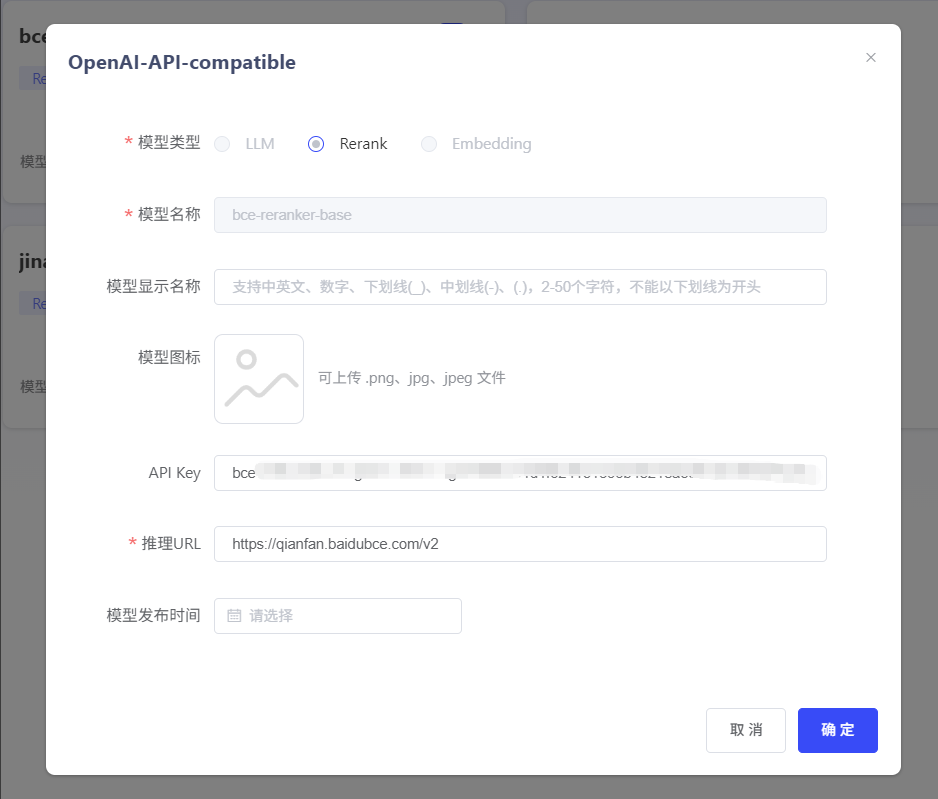 bce
OpenAI-API-compatible
Re
* 模型类型 LLM Rerank Embedding
模型
* 模型名称 bce-reranker-base
jina
模型显示名称 支持中英文、数字、下划线(_)、中划线(-)、(.)，2-50个字符，不能以下划线为开头
Re
模型图标
可上传 .png、jpg、jpeg 文件
模型
API Key bce
* 推理URL https://qianfan.baidubce.com/v2
模型发布时间 请选择
取 消 确 定